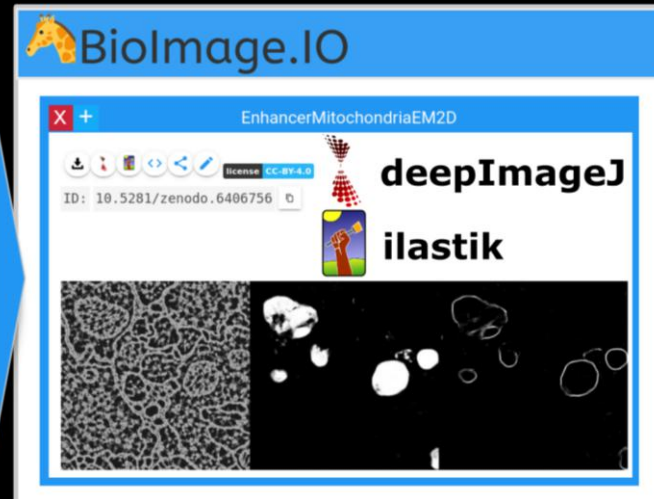 BioImage.IO
X + EnhancerMitochondriaEM2D
license CC-BY-4.0
ID: 10.5281/zenodo.6406756
deepImageJ
ilastik